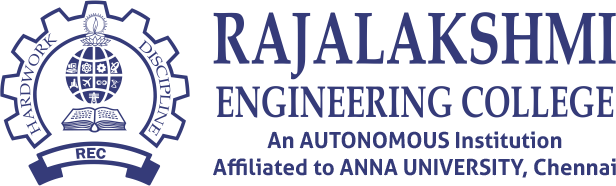 HARDWORK
DISCIPLINE
REC
RAJALAKSHMI
ENGINEERING COLLEGE
An AUTONOMOUS Institution
Affiliated to ANNA UNIVERSITY, Chennai